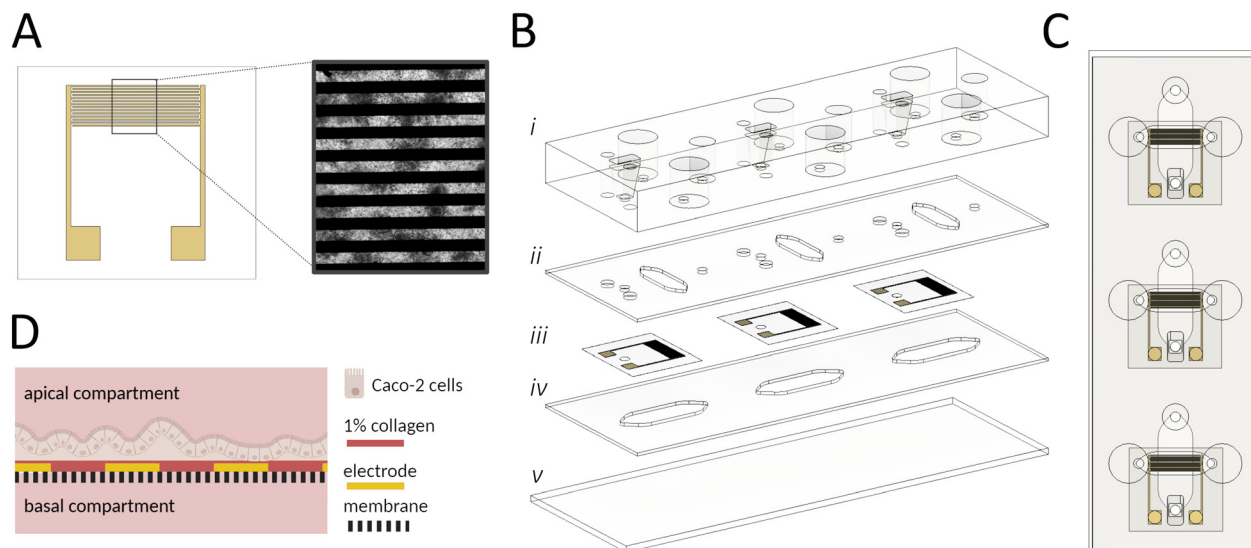 A
B
C
i
ii
iii
iv
v
D
apical compartment
basal compartment
Caco-2 cells
1% collagen
electrode
membrane